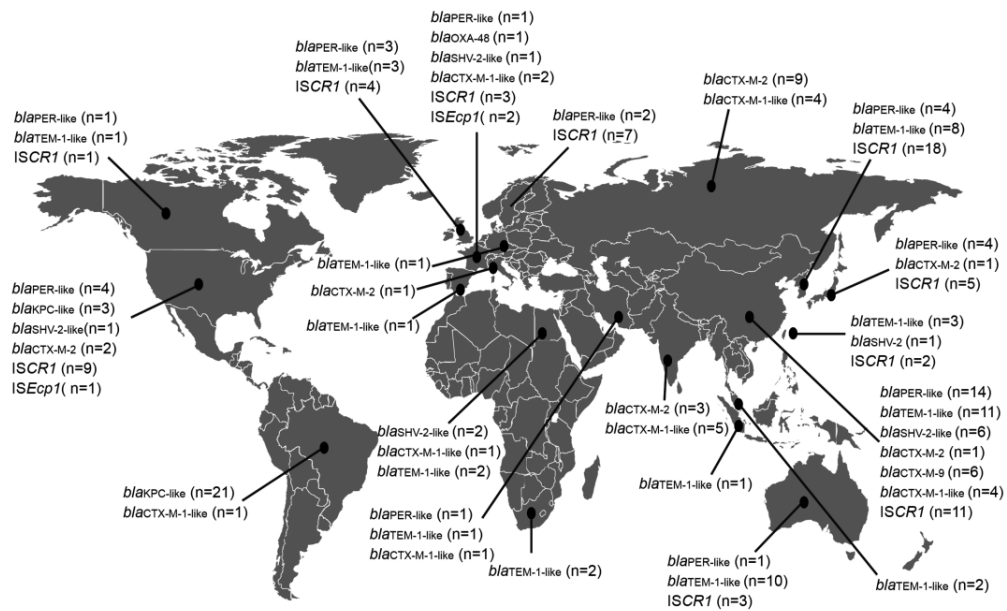 blaPER-like (n=1)
blaOXA-48 (n=1)
blaSHV-2-like (n=1)
blaCTX-M-1-like (n=2)
ISCR1 (n=3)
ISEcp1( n=2)
blaPER-like (n=3)
blaTEM-1-like(n=3)
ISCR1 (n=4)
blaPER-like (n=2)
ISCR1 (n=7)
blaCTX-M-2 (n=9)
blaCTX-M-1-like (n=4)
blaPER-like (n=4)
blaTEM-1-like (n=8)
ISCR1 (n=18)
blaPER-like (n=1)
blaTEM-1-like (n=1)
ISCR1 (n=1)
blaPER-like (n=4)
blaCTX-M-2 (n=1)
ISCR1 (n=5)
blaTEM-1-like (n=1)
blaCTX-M-2 (n=1)
blaTEM-1-like (n=1)
blaPER-like (n=4)
blaKPC-like (n=3)
blaSHV-2-like(n=1)
blaCTX-M-2 (n=2)
ISCR1 (n=9)
ISEcp1( n=1)
blaTEM-1-like (n=3)
blaSHV-2 (n=1)
ISCR1 (n=2)
blaPER-like (n=14)
blaTEM-1-like (n=11)
blaSHV-2-like (n=6)
blaCTX-M-2 (n=1)
blaCTX-M-9 (n=6)
blaCTX-M-1-like (n=4)
ISCR1 (n=11)
blaCTX-M-2 (n=3)
blaCTX-M-1-like (n=5)
blaSHV-2-like (n=2)
blaCTX-M-1-like (n=1)
blaTEM-1-like (n=2)
blaTEM-1-like (n=1)
blaKPC-like (n=21)
blaCTX-M-1-like (n=1)
blaPER-like (n=1)
blaTEM-1-like (n=1)
blaCTX-M-1-like (n=1)
blaTEM-1-like (n=2)
blaPER-like (n=1)
blaTEM-1-like (n=10)
ISCR1 (n=3)
blaTEM-1-like (n=2)